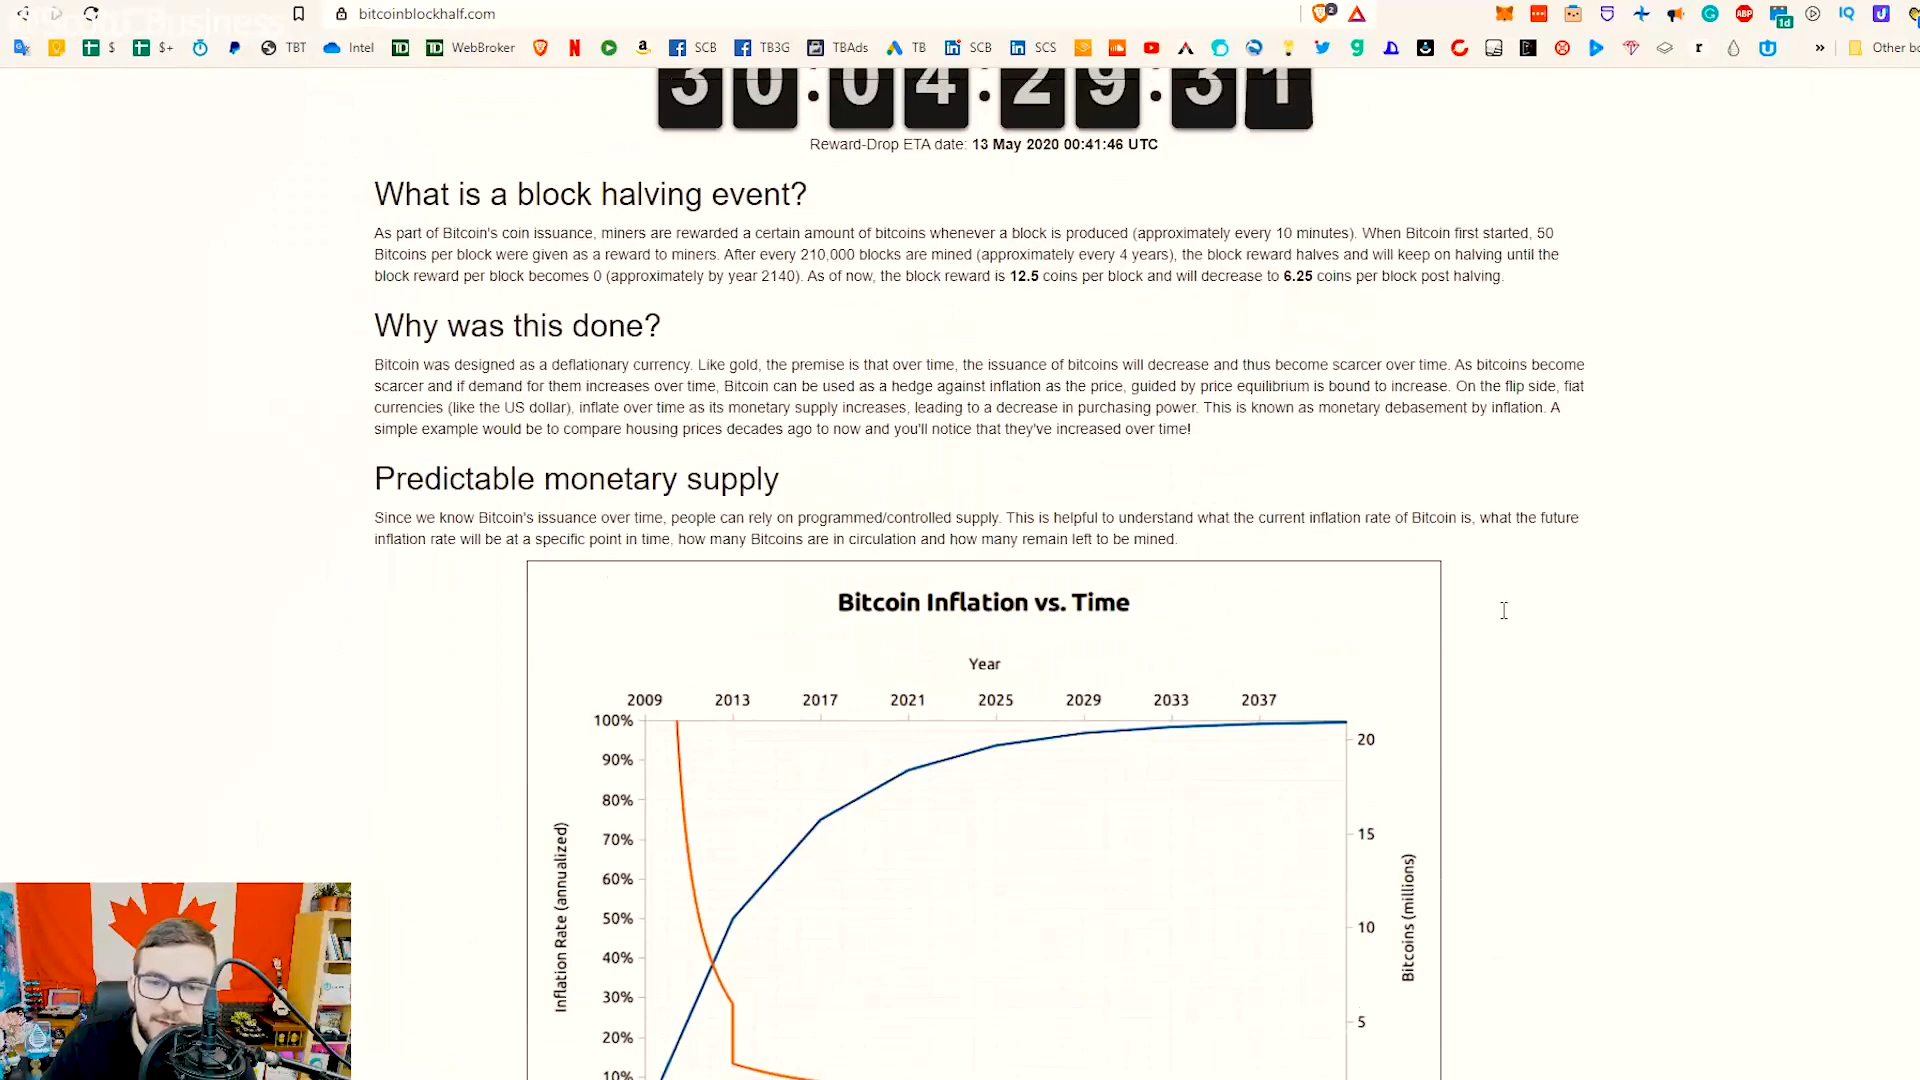 bitcoinblockhalf.com
$ $+ TBT Intel WebBroker SCB TB3G TBAds TB SCB SCS » Other bo
30:04:29:31
Reward-Drop ETA date: 13 May 2020 00:41:46 UTC
What is a block halving event?
As part of Bitcoin's coin issuance, miners are rewarded a certain amount of bitcoins whenever a block is produced (approximately every 10 minutes). When Bitcoin first started, 50
Bitcoins per block were given as a reward to miners. After every 210,000 blocks are mined (approximately every 4 years), the block reward halves and will keep on halving until the
block reward per block becomes 0 (approximately by year 2140). As of now, the block reward is 12.5 coins per block and will decrease to 6.25 coins per block post halving.
Why was this done?
Bitcoin was designed as a deflationary currency. Like gold, the premise is that over time, the issuance of bitcoins will decrease and thus become scarcer over time. As bitcoins become
scarcer and if demand for them increases over time, Bitcoin can be used as a hedge against inflation as the price, guided by price equilibrium is bound to increase. On the flip side, fiat
currencies (like the US dollar), inflate over time as its monetary supply increases, leading to a decrease in purchasing power. This is known as monetary debasement by inflation. A
simple example would be to compare housing prices decades ago to now and you'll notice that they've increased over time!
Predictable monetary supply
Since we know Bitcoin's issuance over time, people can rely on programmed/controlled supply. This is helpful to understand what the current inflation rate of Bitcoin is, what the future
inflation rate will be at a specific point in time, how many Bitcoins are in circulation and how many remain left to be mined.
Bitcoin Inflation vs. Time
Year
2009 2013 2017 2021 2025 2029 2033 2037
100%
90%
80%
70%
60%
50%
40%
30%
20%
10%
Inflation Rate (annualized)
20
15
10
5
Bitcoins (millions)